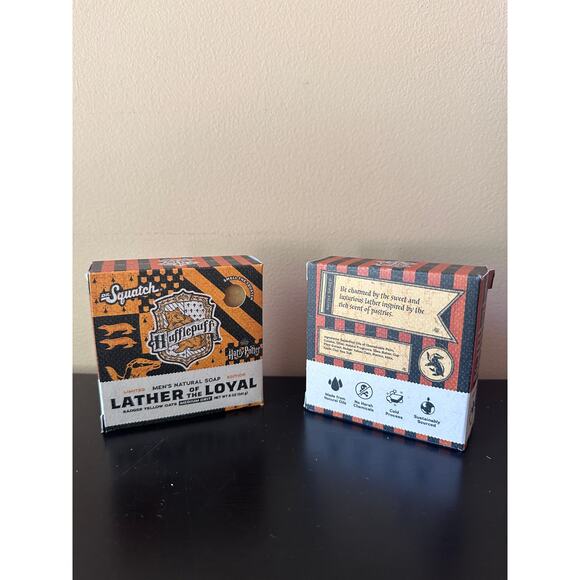 Dr. Squatch
Hufflepuff
Harry Potter
LIMITED MEN'S NATURAL SOAP EDITION
LATHER OF THE LOYAL
BADGER YELLOW OATS MEDIUM GRIT NET WT 5 OZ (141 g)
Be charmed by the sweet and
luxurious lather inspired by the
rich scent of pastries.
Made from
Natural Oils
No Harsh
Chemicals
Cold
Process
Sustainably
Sourced